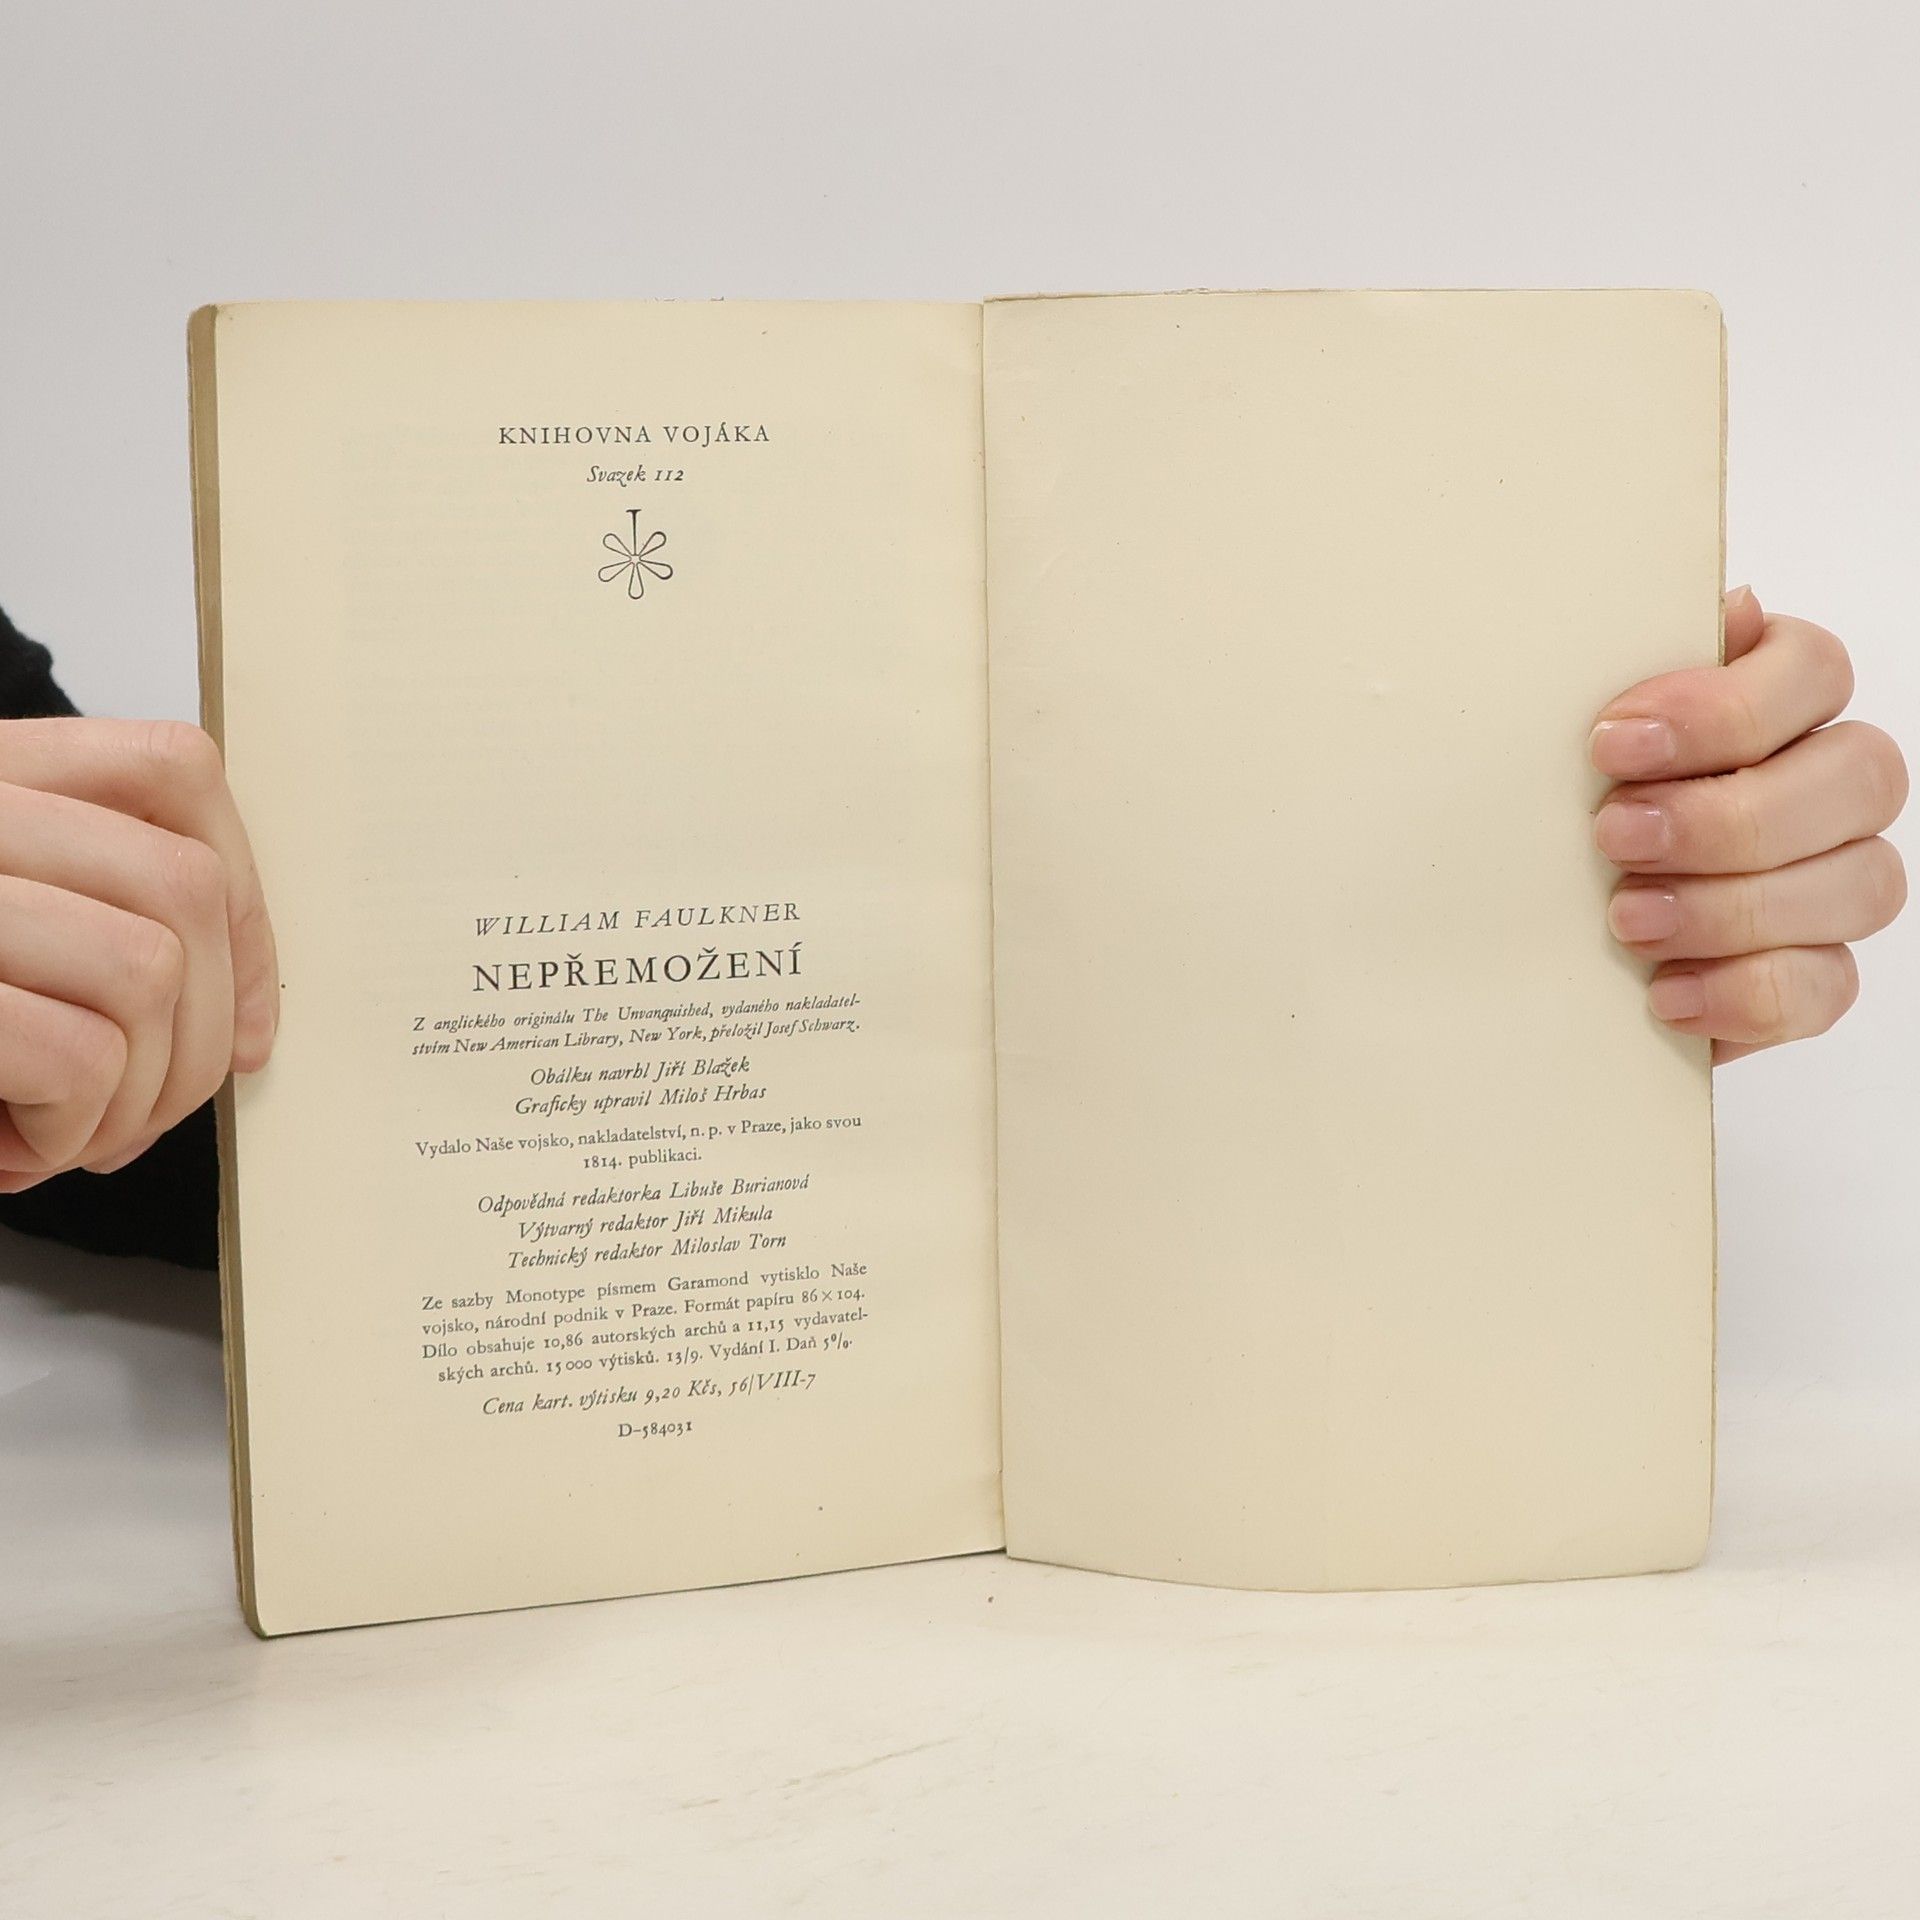 KNIHOVNA VOJÁKA
Svazek 112
WILLIAM FAULKNER
NEPŘEMOŽENÍ
Z anglického originálu The Unvanquished, vydaného nakladatel-
stvím New American Library, New York, přeložil Josef Schwarz.
Obálku navrhl Jiří Blažek
Graficky upravil Miloš Hrbas
Vydalo Naše vojsko, nakladatelství, n. p. v Praze, jako svou
1814. publikaci.
Odpovědná redaktorka Libuše Burianová
Výtvarný redaktor Jiří Mikula
Technický redaktor Miloslav Torn
Ze sazby Monotype písmem Garamond vytisklo Naše
vojsko, národní podnik v Praze. Formát papíru 86×104.
Dílo obsahuje 10,86 autorských archů a 11,15 vydavatel-
ských archů. 15 000 výtisků. 13/9. Vydání I. Daň 5%.
Cena kart. výtisku 9,20 Kčs, 56/VIII-7
D-584031